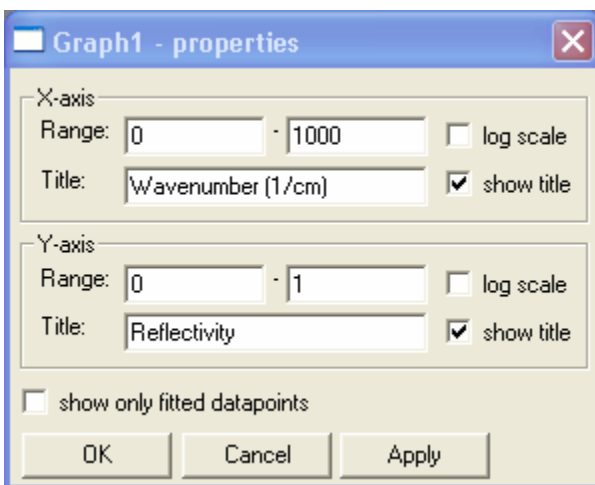 Graph1 - properties
X-axis
Range: 0 - 1000 log scale
Title: Wavenumber (1/cm) show title
Y-axis
Range: 0 - 1 log scale
Title: Reflectivity show title
show only fitted datapoints
OK Cancel Apply